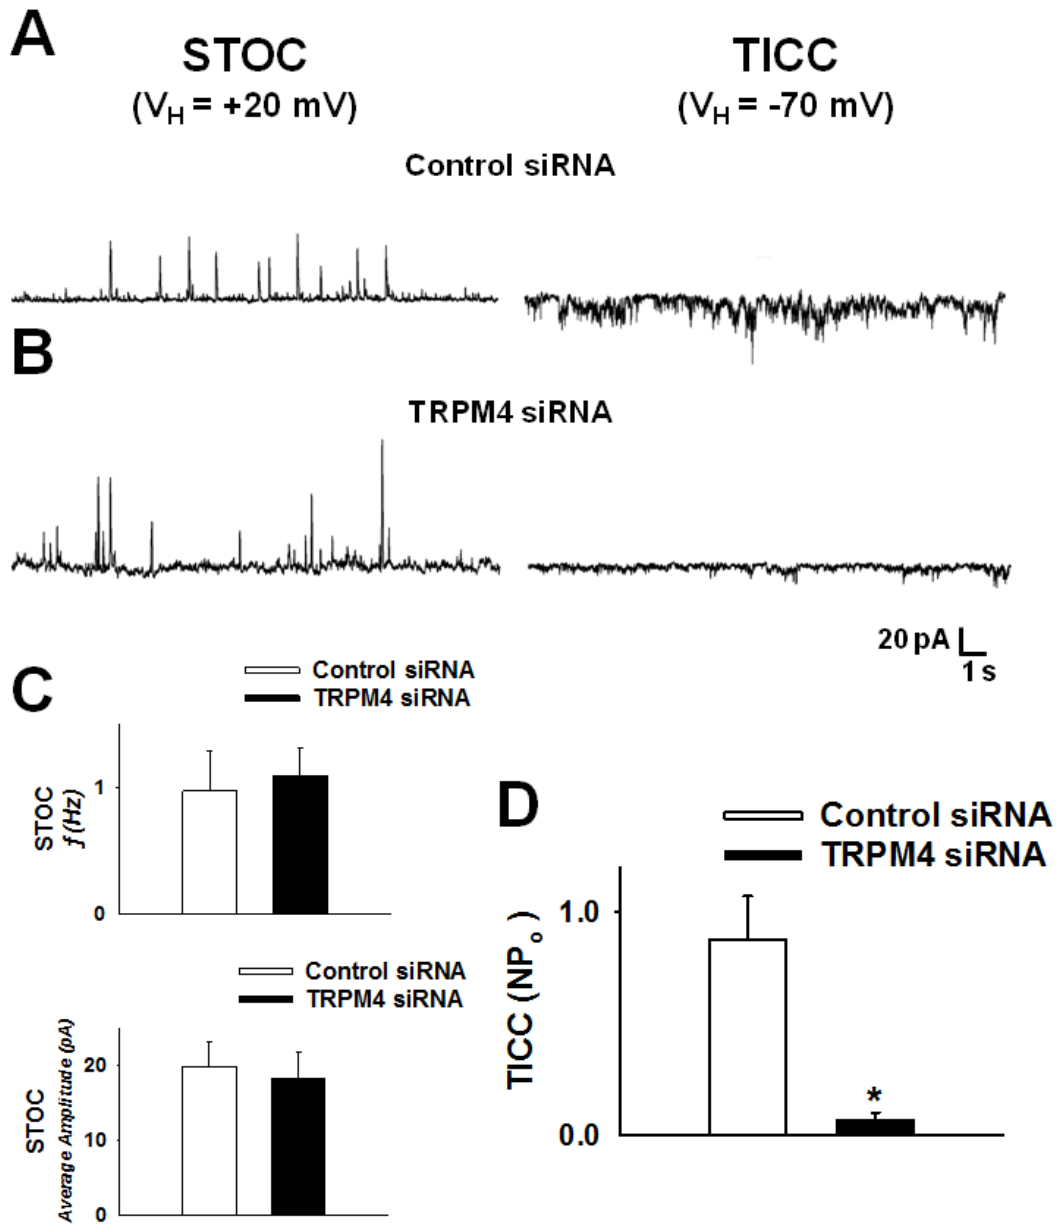 A
STOC
(VH = +20 mV)
TICC
(VH = -70 mV)
Control siRNA
B
TRPM4 siRNA
20 pA
1 s
C
Control siRNA
TRPM4 siRNA
STOC
f (Hz)
1
0
Control siRNA
TRPM4 siRNA
STOC
Average Amplitude (pA)
20
10
0
D
Control siRNA
TRPM4 siRNA
TICC (NPo)
1.0
*
0.0